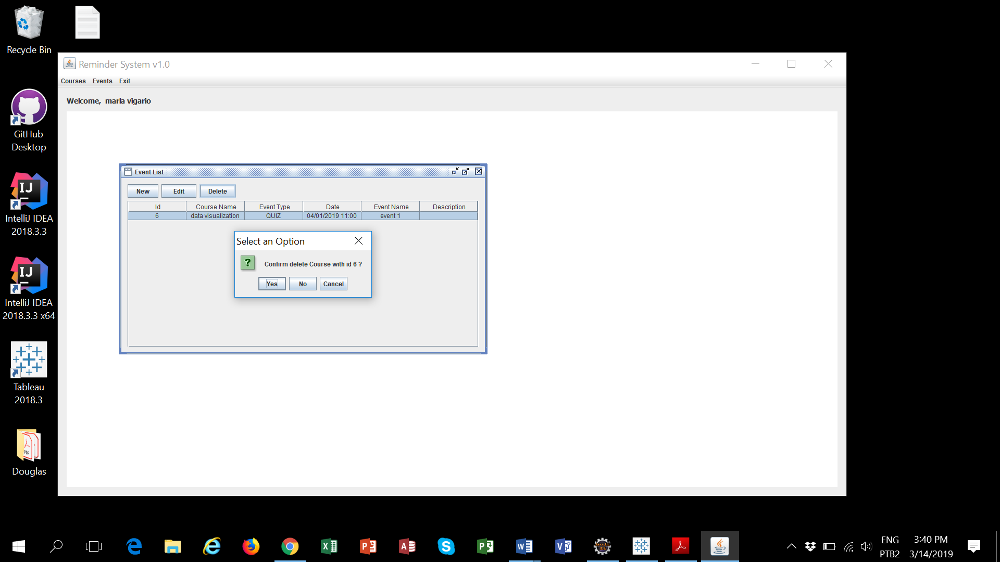 Recycle Bin
GitHub
Desktop
IJ
IntelliJ IDEA
2018.3.3
IJ
IntelliJ IDEA
2018.3.3 x64
Tableau
2018.3
PDF
Douglas
Reminder System v1.0
Courses Events Exit
Welcome, marla vigario
Event List
New Edit Delete
Id Course Name Event Type Date Event Name Description
6 data visualization QUIZ 04/01/2019 11:00 event 1
Select an Option
? Confirm delete Course with id 6 ?
Yes No Cancel
ENG 3:40 PM
PTB2 3/14/2019